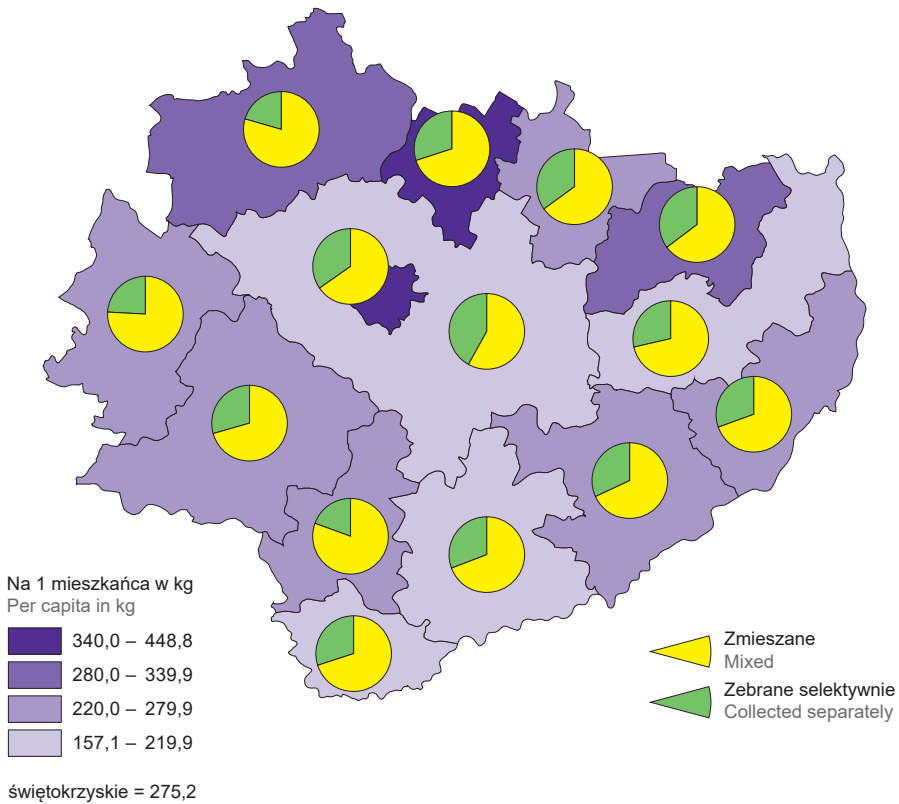 Na 1 mieszkańca w kg
Per capita in kg
340,0 – 448,8
280,0 – 339,9
220,0 – 279,9
157,1 – 219,9
świętokrzyskie = 275,2
Zmieszane
Mixed
Zebrane selektywnie
Collected separately